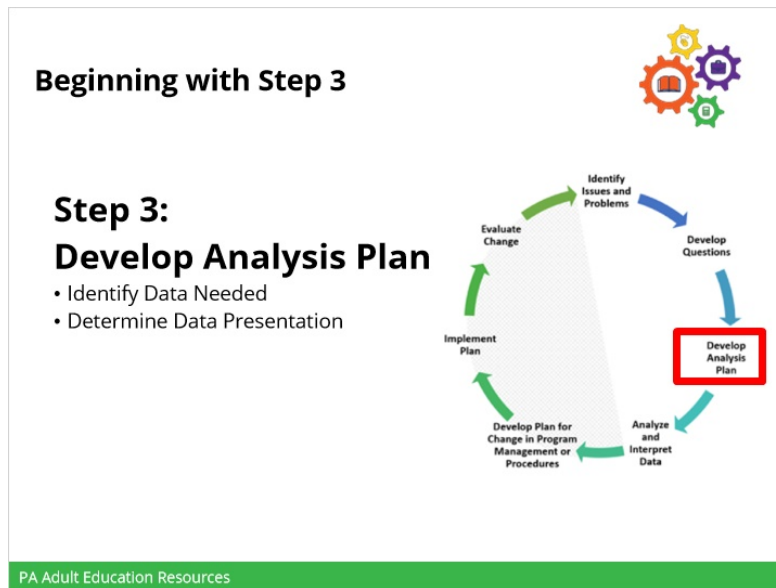 Beginning with Step 3
Step 3:
Develop Analysis Plan
• Identify Data Needed
• Determine Data Presentation
Identify
Issues and
Problems
Develop
Questions
Develop
Analysis
Plan
Analyze
and
Interpret
Data
Develop Plan for
Change in Program
Management or
Procedures
Implement
Plan
Evaluate
Change
PA Adult Education Resources